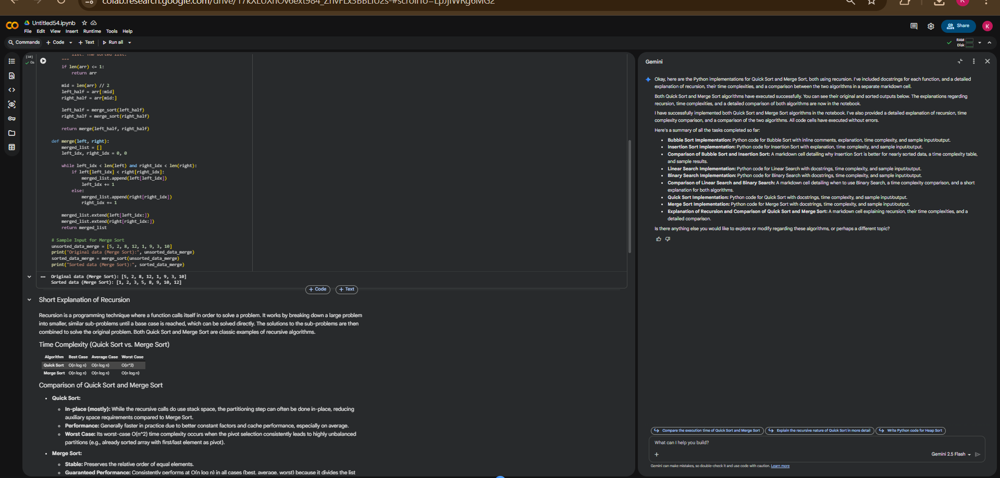 Untitled54.ipynb
File Edit View Insert Runtime Tools Help
Share
K
Commands + Code + Text Run all
RAM
Disk
[10]
0s
list: The sorted list.
"""
if len(arr) <= 1:
return arr
mid = len(arr) // 2
left_half = arr[:mid]
right_half = arr[mid:]
left_half = merge_sort(left_half)
right_half = merge_sort(right_half)
return merge(left_half, right_half)
def merge(left, right):
merged_list = []
left_idx, right_idx = 0, 0
while left_idx < len(left) and right_idx < len(right):
if left[left_idx] < right[right_idx]:
merged_list.append(left[left_idx])
left_idx += 1
else:
merged_list.append(right[right_idx])
right_idx += 1
merged_list.extend(left[left_idx:])
merged_list.extend(right[right_idx:])
return merged_list
# Sample Input for Merge Sort
unsorted_data_merge = [5, 2, 8, 12, 1, 9, 3, 10]
print("Original data (Merge Sort):", unsorted_data_merge)
sorted_data_merge = merge_sort(unsorted_data_merge)
print("Sorted data (Merge Sort):", sorted_data_merge)
Original data (Merge Sort): [5, 2, 8, 12, 1, 9, 3, 10]
Sorted data (Merge Sort): [1, 2, 3, 5, 8, 9, 10, 12]
+ Code + Text
Short Explanation of Recursion
Recursion is a programming technique where a function calls itself in order to solve a problem. It works by breaking down a large problem
into smaller, similar sub-problems until a base case is reached, which can be solved directly. The solutions to the sub-problems are then
combined to solve the original problem. Both Quick Sort and Merge Sort are classic examples of recursive algorithms.
Time Complexity (Quick Sort vs. Merge Sort)
Algorithm Best Case Average Case Worst Case
Quick Sort O(n log n) O(n log n) O(n^2)
Merge Sort O(n log n) O(n log n) O(n log n)
Comparison of Quick Sort and Merge Sort
• Quick Sort:
◦ In-place (mostly): While the recursive calls do use stack space, the partitioning step can often be done in-place, reducing
auxiliary space requirements compared to Merge Sort.
◦ Performance: Generally faster in practice due to better constant factors and cache performance, especially on average.
◦ Worst Case: Its worst-case O(n^2) time complexity occurs when the pivot selection consistently leads to highly unbalanced
partitions (e.g., already sorted array with first/last element as pivot).
• Merge Sort:
◦ Stable: Preserves the relative order of equal elements.
◦ Guaranteed Performance: Consistently performs at O(n log n) in all cases (best, average, worst) because it divides the list
Gemini
Okay, here are the Python implementations for Quick Sort and Merge Sort, both using recursion. I've included docstrings for each function, and a detailed
explanation of recursion, their time complexities, and a comparison between the two algorithms in a separate markdown cell.
Both Quick Sort and Merge Sort algorithms have executed successfully. You can see their original and sorted outputs below. The explanations regarding
recursion, time complexities, and a detailed comparison of both algorithms are now in the notebook.
I have successfully implemented both Quick Sort and Merge Sort algorithms in the notebook. I've also provided a detailed explanation of recursion, time
complexity comparison, and a comparison of the two algorithms. All code cells have executed without errors.
Here's a summary of all the tasks completed so far:
• Bubble Sort Implementation: Python code for Bubble Sort with inline comments, explanation, time complexity, and sample input/output.
• Insertion Sort Implementation: Python code for Insertion Sort with explanation, time complexity, and sample input/output.
• Comparison of Bubble Sort and Insertion Sort: A markdown cell detailing why Insertion Sort is better for nearly sorted data, a time complexity table,
and sample results.
• Linear Search Implementation: Python code for Linear Search with docstrings, time complexity, and sample input/output.
• Binary Search Implementation: Python code for Binary Search with docstrings, time complexity, and sample input/output.
• Comparison of Linear Search and Binary Search: A markdown cell detailing when to use Binary Search, a time complexity comparison, and a short
explanation for both algorithms.
• Quick Sort Implementation: Python code for Quick Sort with docstrings, time complexity, and sample input/output.
• Merge Sort Implementation: Python code for Merge Sort with docstrings, time complexity, and sample input/output.
• Explanation of Recursion and Comparison of Quick Sort and Merge Sort: A markdown cell explaining recursion, their time complexities, and a
detailed comparison.
Is there anything else you would like to explore or modify regarding these algorithms, or perhaps a different topic?
Compare the execution time of Quick Sort and Merge Sort
Explain the recursive nature of Quick Sort in more detail
Write Python code for Heap Sort
What can I help you build?
+
Gemini 2.5 Flash
Gemini can make mistakes, so double-check it and use code with caution. Learn more